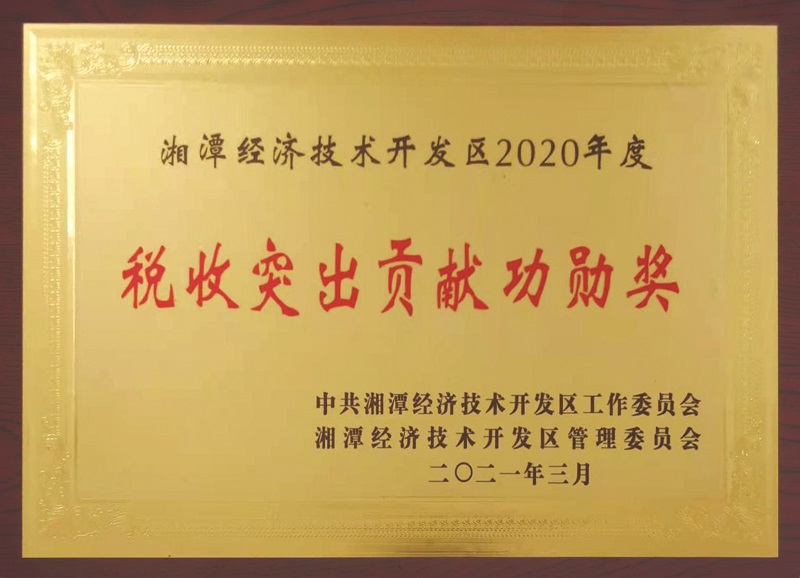 湘潭经济技术开发区2020年度
税收突出贡献功勋奖
中共湘潭经济技术开发区工作委员会
湘潭经济技术开发区管理委员会
二〇二一年三月